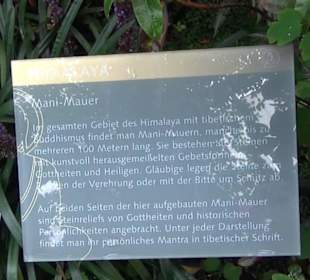 HIMALAYA
Mani-Mauer
Im gesamten Gebiet des Himalaya mit tibetischem
Buddhismus findet man Mani-Mauern, manche bis zu
mehreren 100 Metern lang. Sie bestehen aus Steinen
mit kunstvoll herausgemeißelten Gebetsformeln,
Gottheiten und Heiligen. Gläubige legen die Steine
der Verehrung oder mit der Bitte um Schutz ab.
Auf beiden Seiten der hier aufgebauten Mani-Mauer
sind Steinreliefs von Gottheiten und historischen
Persönlichkeiten angebracht. Unter jeder Darstellung
findet man ihr persönliches Mantra in tibetischer Schrift.